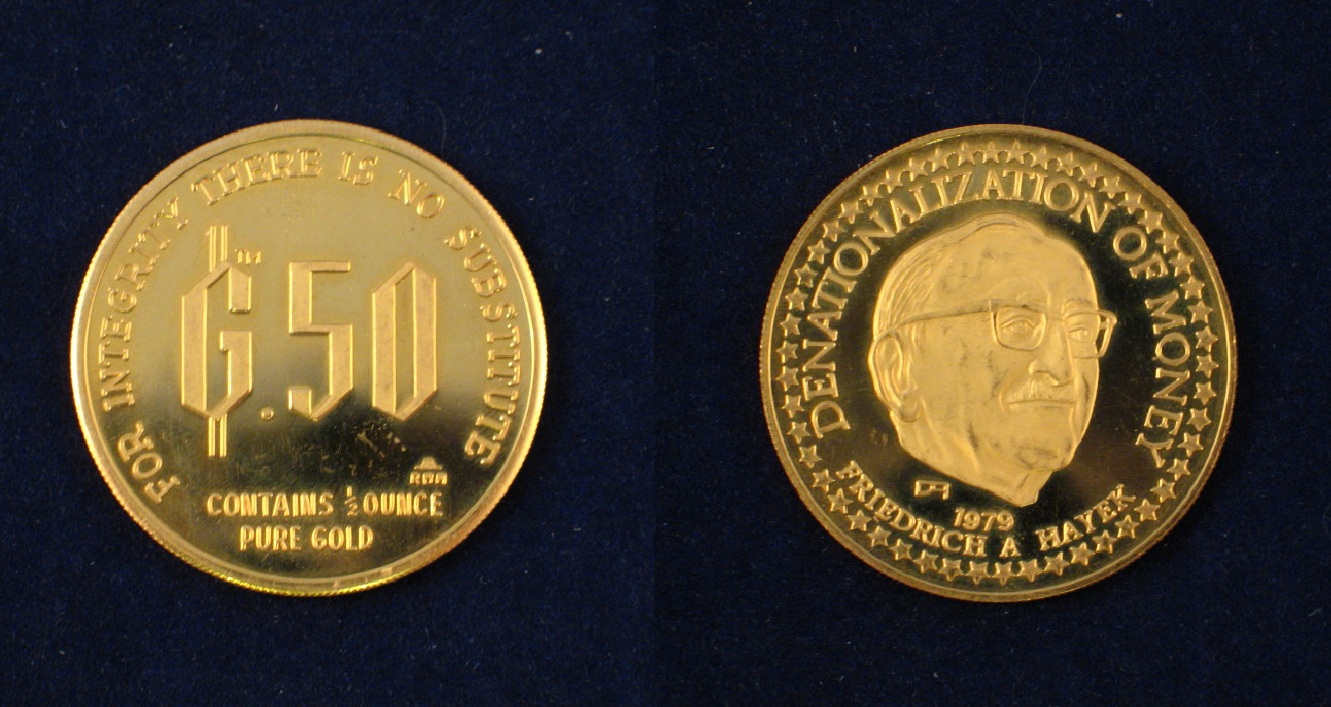 FOR INTEGRITY THERE IS NO SUBSTITUTE
G.50
TM
RMM
CONTAINS 1/2 OUNCE
PURE GOLD
DENATIONALIZATION OF MONEY
1979
FRIEDRICH A HAYEK